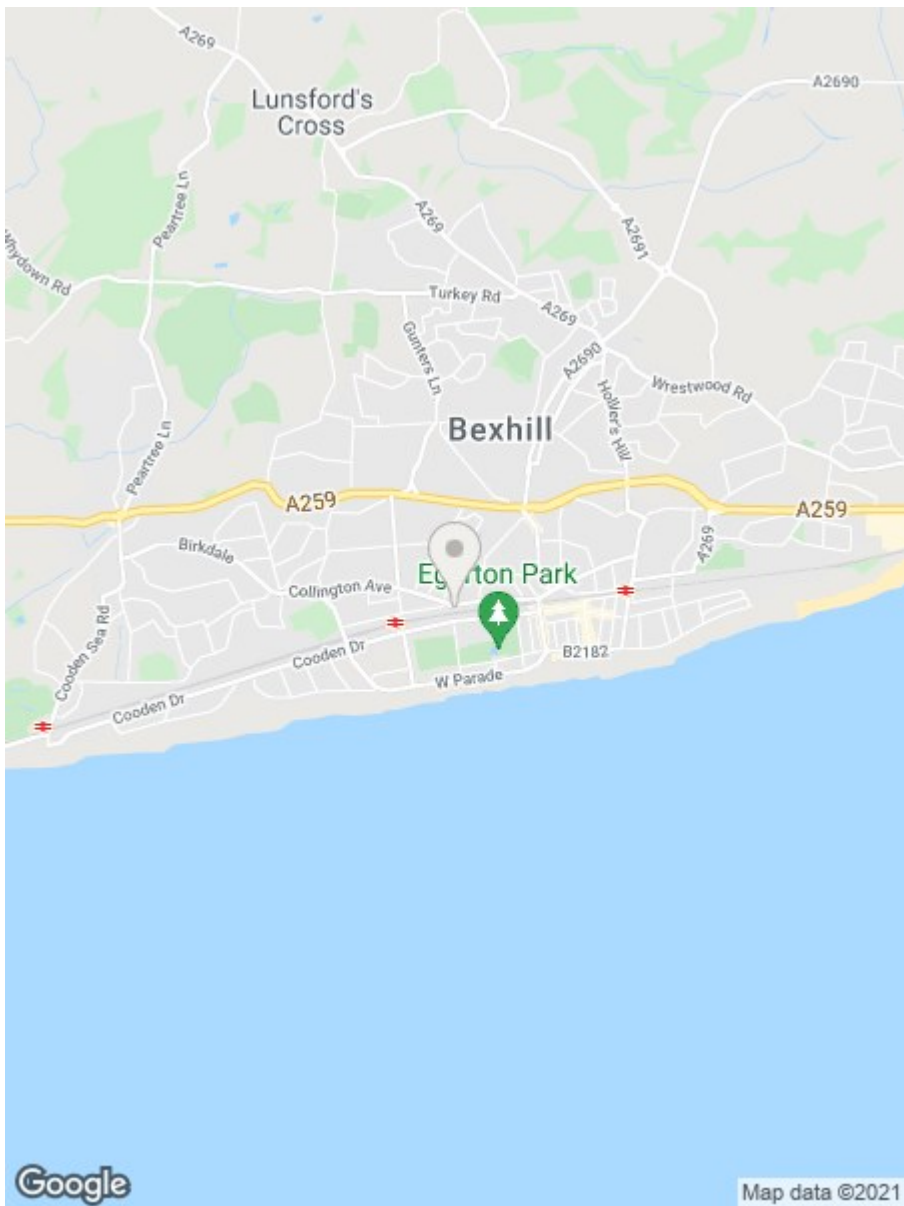 A269
A2690
Lunsford's
Cross
Peartree Ln
A269
A2691
Whydown Rd
Turkey Rd
A269
Gunters Ln
A2690
Wrestwood Rd
Hollier's Hill
Bexhill
Peartree Ln
A259
A259
A269
Birkdale
Egerton Park
Collington Ave
Cooden Sea Rd
Cooden Dr
B2182
W Parade
Cooden Dr
Google
Map data ©2021